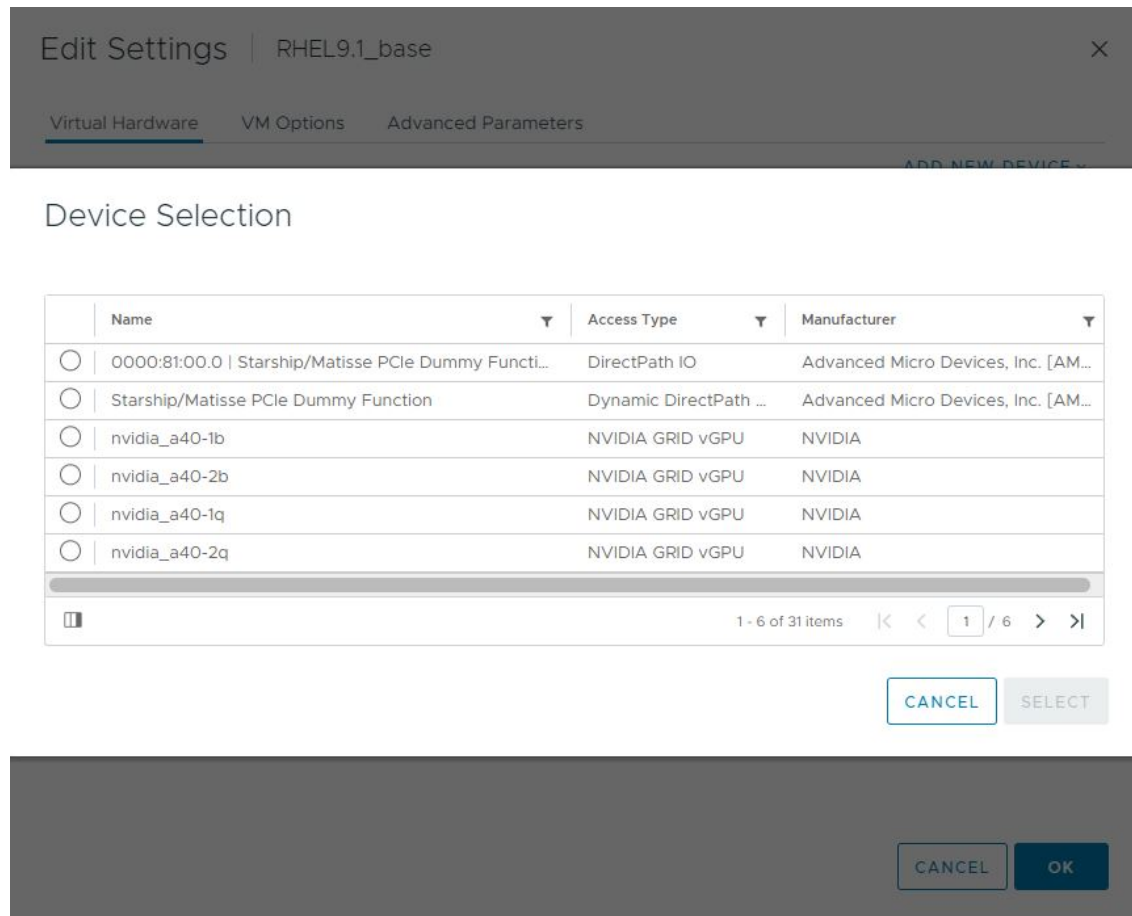 Edit Settings | RHEL9.1_base
Virtual Hardware VM Options Advanced Parameters
ADD NEW DEVICE
Device Selection
Name Access Type Manufacturer
0000:81:00.0 | Starship/Matisse PCIe Dummy Functi... DirectPath IO Advanced Micro Devices, Inc. [AM...
Starship/Matisse PCIe Dummy Function Dynamic DirectPath ... Advanced Micro Devices, Inc. [AM...
nvidia_a40-1b NVIDIA GRID vGPU NVIDIA
nvidia_a40-2b NVIDIA GRID vGPU NVIDIA
nvidia_a40-1q NVIDIA GRID vGPU NVIDIA
nvidia_a40-2q NVIDIA GRID vGPU NVIDIA
1 - 6 of 31 items 1 / 6
CANCEL SELECT
CANCEL OK